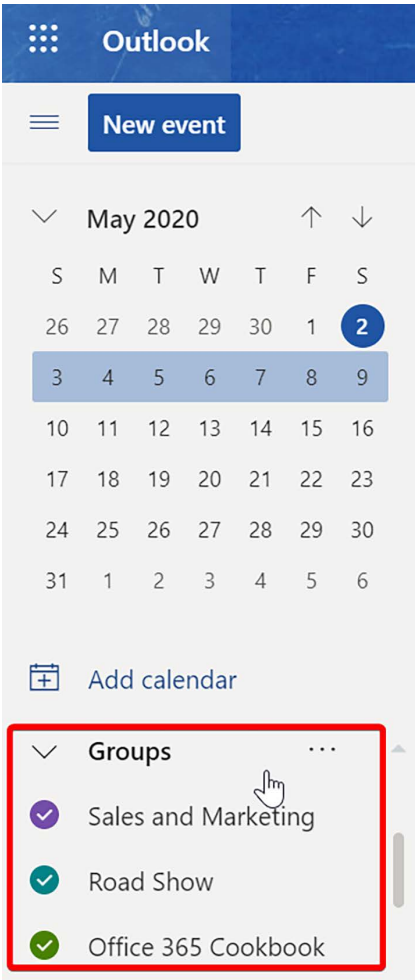 Outlook
New event
May 2020
S M T W T F S
26 27 28 29 30 1 2
3 4 5 6 7 8 9
10 11 12 13 14 15 16
17 18 19 20 21 22 23
24 25 26 27 28 29 30
31 1 2 3 4 5 6
Add calendar
Groups ...
Sales and Marketing
Road Show
Office 365 Cookbook